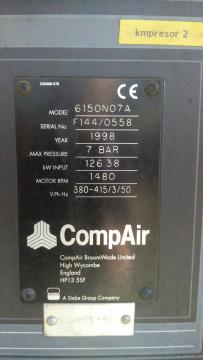 C20080-276
kmpresor 2
CE
MODEL 6150N07A
SERIAL No. F144/0558
YEAR 1998
MAX PRESSURE 7 BAR
kW INPUT 126 38
MOTOR RPM 1480
V.Ph.Hz 380-415/3/50
CompAir
CompAir BroomWade Limited
High Wycombe
England
HP13 5SF
A Siebe Group Company